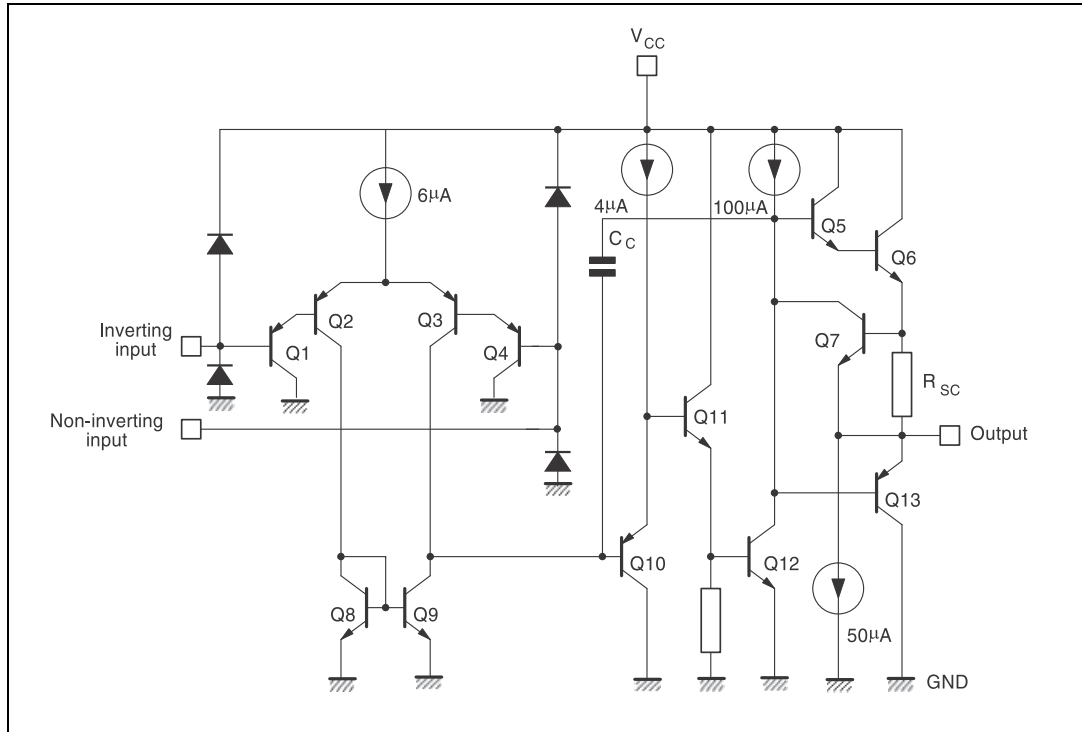 V CC
6µA
4µA
100µA
C C
Q5
Q6
Inverting
input
Q1
Q2
Q3
Q4
Q7
R SC
Non-inverting
input
Q11
Output
Q13
Q10
Q12
Q8
Q9
50µA
GND